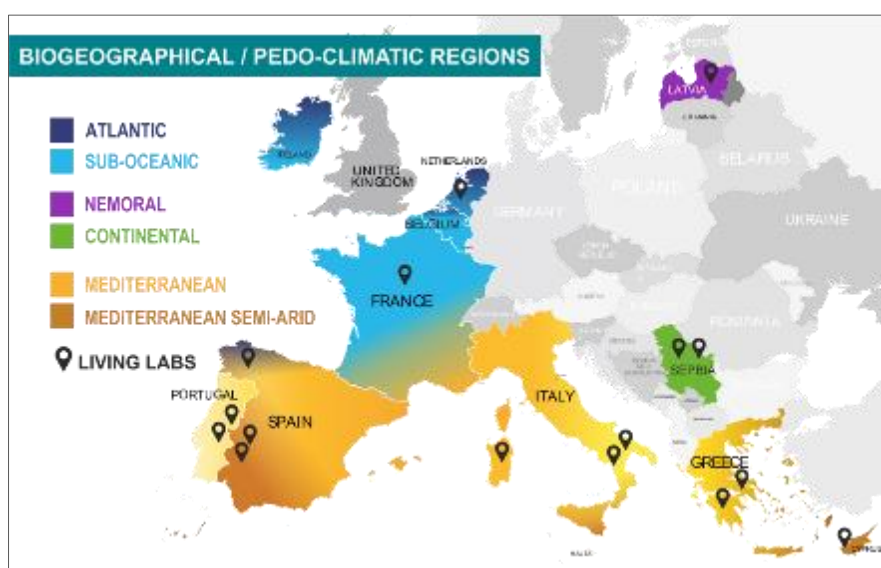 BIOGEOGRAPHICAL / PEDO-CLIMATIC REGIONS
ATLANTIC
SUB-OCEANIC
NEMORAL
CONTINENTAL
MEDITERRANEAN
MEDITERRANEAN SEMI-ARID
LIVING LABS
LATVIA
IRELAND
UNITED
KINGDOM
NETHERLANDS
BELGIUM
GERMANY
POLAND
BELARUS
UKRAINE
FRANCE
ROMANIA
SERBIA
PORTUGAL
SPAIN
ITALY
GREECE
CYPRUS